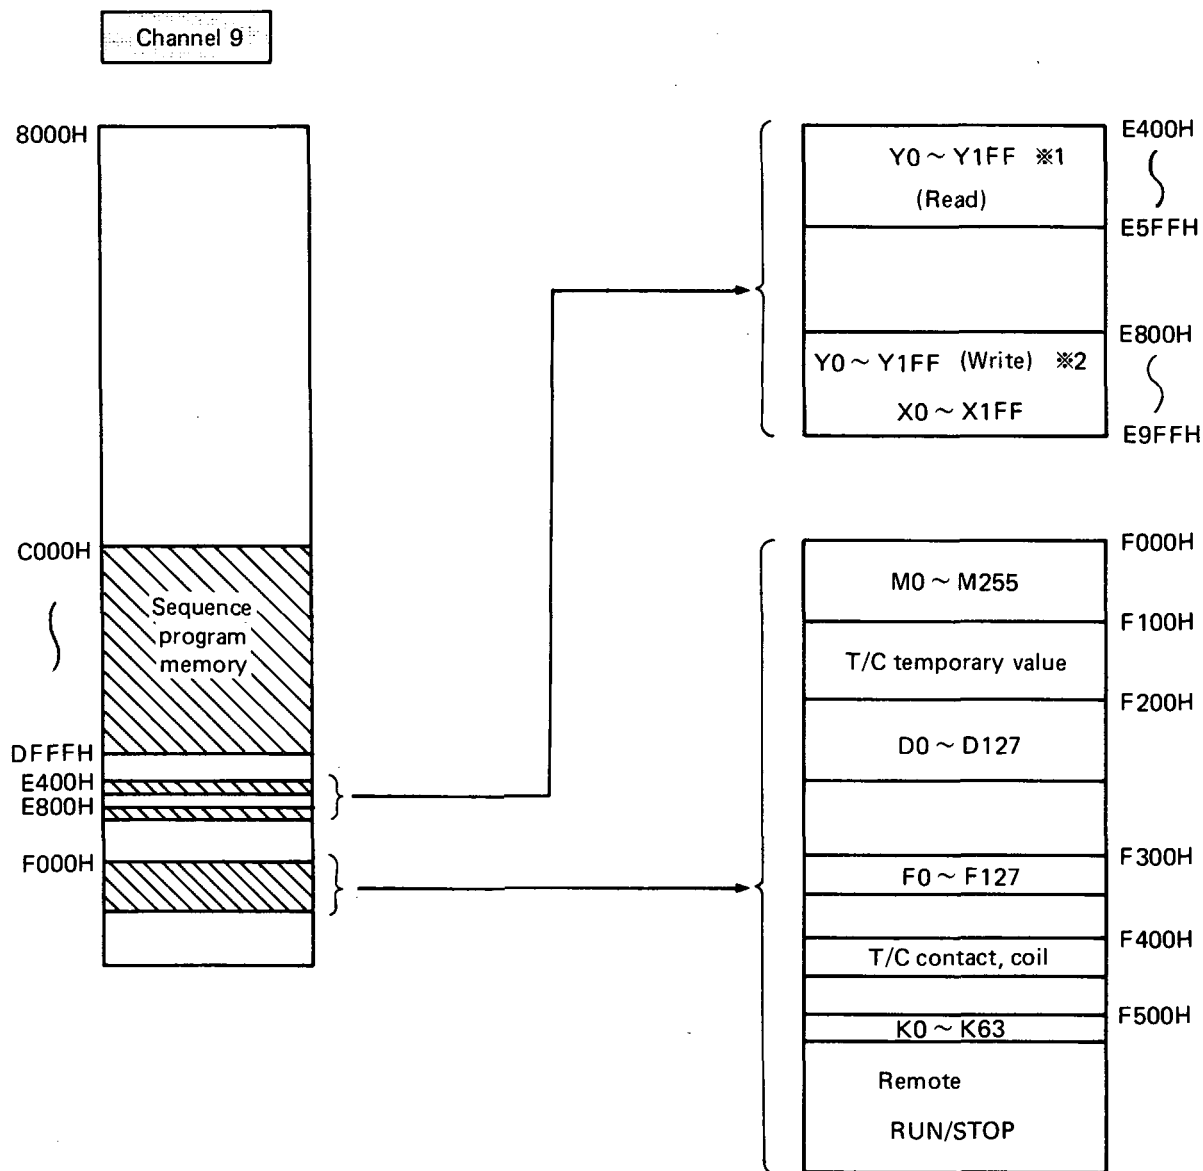 Channel 9
8000H
C000H
Sequence
program
memory
DFFFH
E400H
E800H
F000H
E400H
Y0 ~ Y1FF ※1
(Read)
E5FFH
E800H
Y0 ~ Y1FF (Write) ※2
X0 ~ X1FF
E9FFH
F000H
M0 ~ M255
F100H
T/C temporary value
F200H
D0 ~ D127
F300H
F0 ~ F127
F400H
T/C contact, coil
F500H
K0 ~ K63
Remote
RUN/STOP